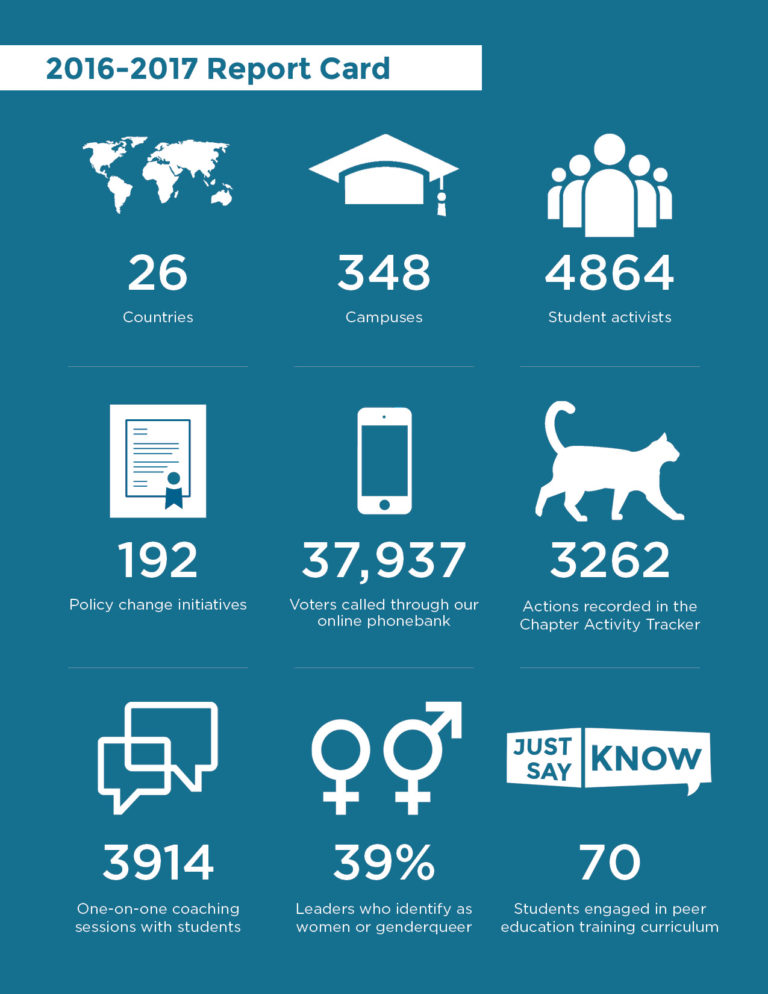 2016-2017 Report Card
26
Countries
348
Campuses
4864
Student activists
192
Policy change initiatives
37,937
Voters called through our
online phonebank
3262
Actions recorded in the
Chapter Activity Tracker
3914
One-on-one coaching
sessions with students
39%
Leaders who identify as
women or genderqueer
JUST
SAY
KNOW
70
Students engaged in peer
education training curriculum